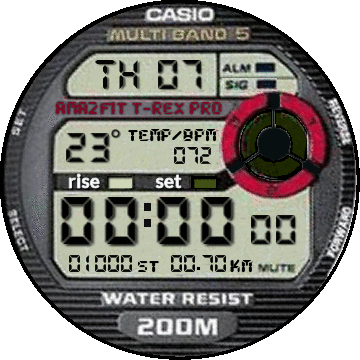 CASIO
MULTI BAND 5
TH 07 ALM
SIG
AMAZFIT T-REX PRO
23° TEMP/BPM
072
rise set
00:00 00
01000 ST 00.70 KM MUTE
SET
REVERSE
SELECT
FORWARD
WATER RESIST
200M